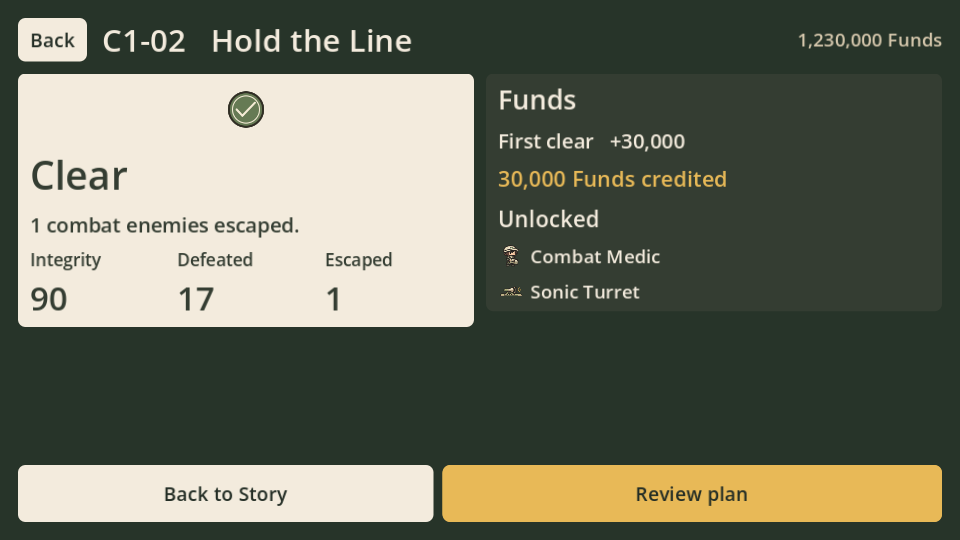 Back
C1-02 Hold the Line
1,230,000 Funds
Clear
1 combat enemies escaped.
Integrity Defeated Escaped
90 17 1
Funds
First clear +30,000
30,000 Funds credited
Unlocked
Combat Medic
Sonic Turret
Back to Story
Review plan